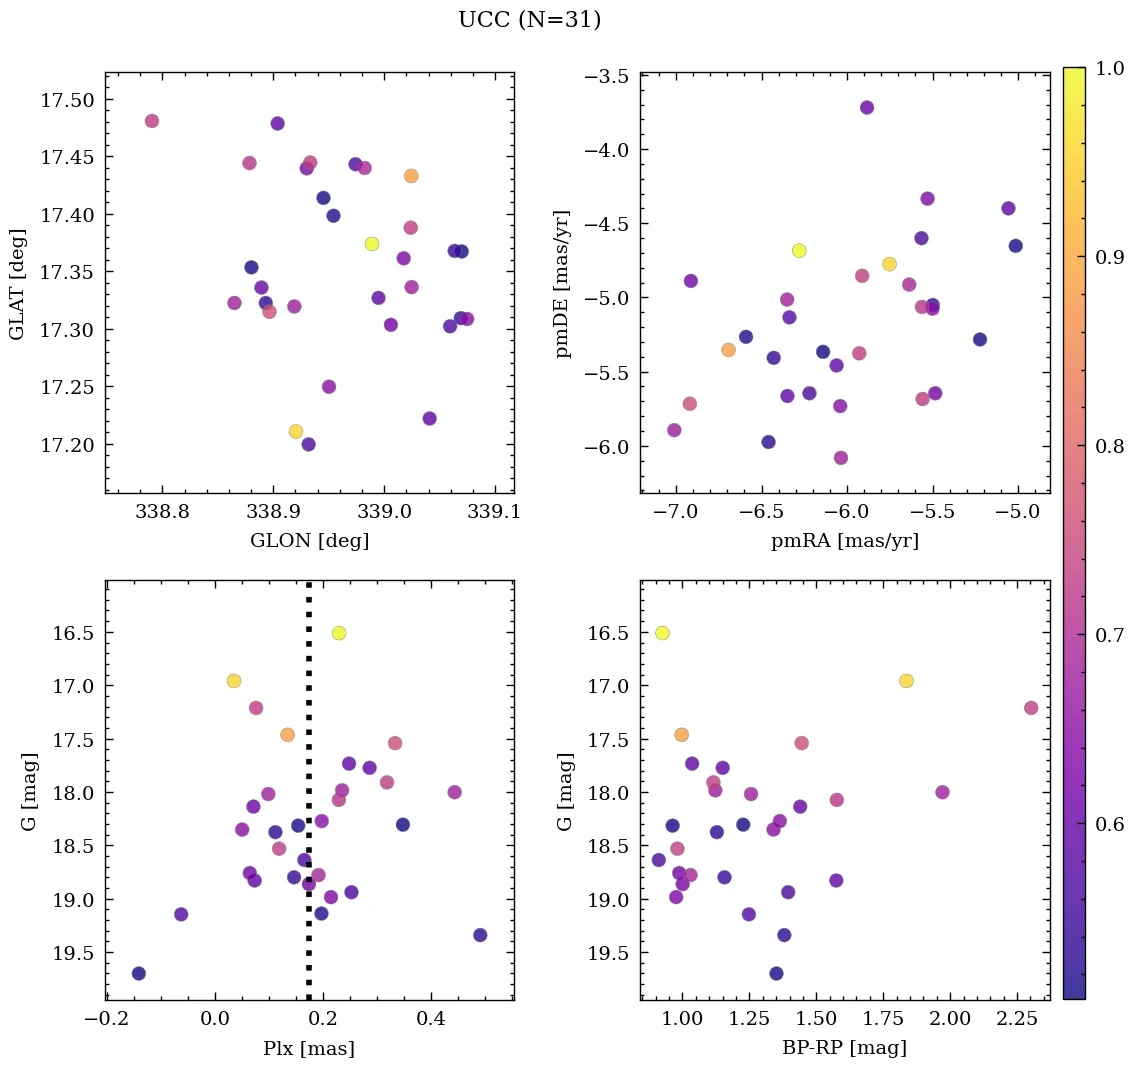 UCC (N=31)
17.50
17.45
17.40
17.35
17.30
17.25
17.20
GLAT [deg]
338.8 338.9 339.0 339.1
GLON [deg]
−3.5
−4.0
−4.5
−5.0
−5.5
−6.0
pmDE [mas/yr]
−7.0 −6.5 −6.0 −5.5 −5.0
pmRA [mas/yr]
1.0
0.9
0.8
0.7
0.6
16.5
17.0
17.5
18.0
18.5
19.0
19.5
G [mag]
−0.2 0.0 0.2 0.4
Plx [mas]
16.5
17.0
17.5
18.0
18.5
19.0
19.5
G [mag]
1.00 1.25 1.50 1.75 2.00 2.25
BP-RP [mag]